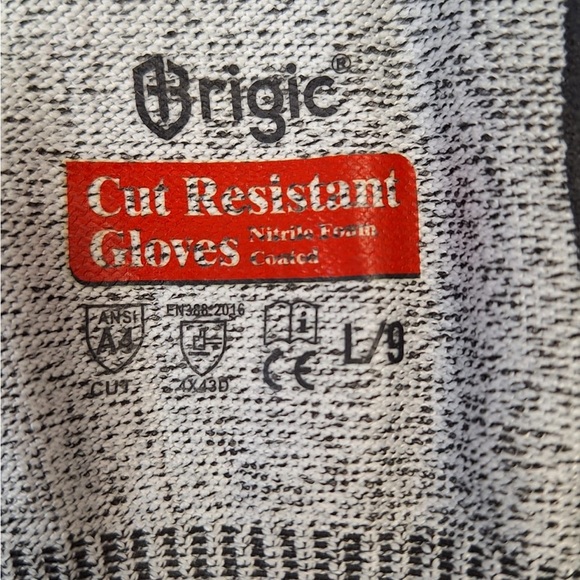 Brigic®
Cut Resistant
Gloves Nitrile Foam
Coated
ANSI
A4
CUT
EN388:2016
4X43D
i
CE
L/9